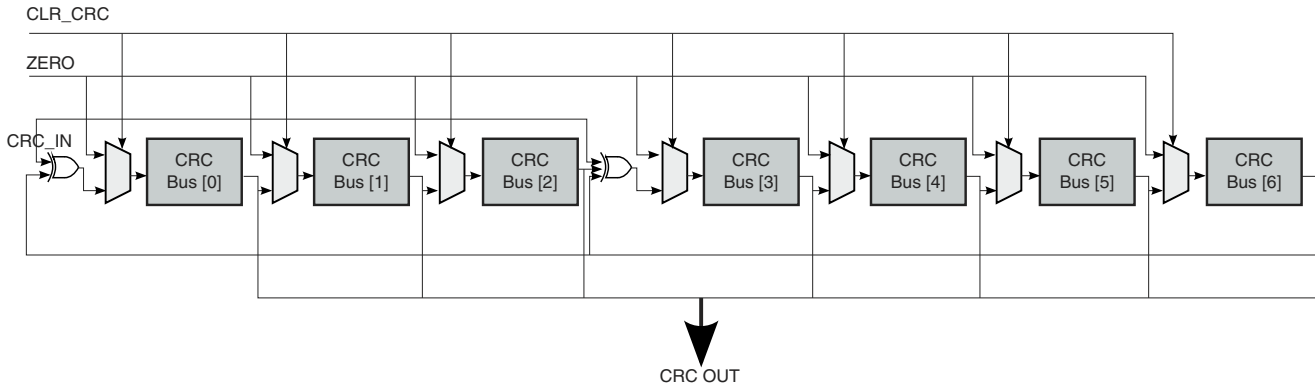 CLR_CRC
ZERO
CRC_IN
CRC
Bus [0]
CRC
Bus [1]
CRC
Bus [2]
CRC
Bus [3]
CRC
Bus [4]
CRC
Bus [5]
CRC
Bus [6]
CRC OUT